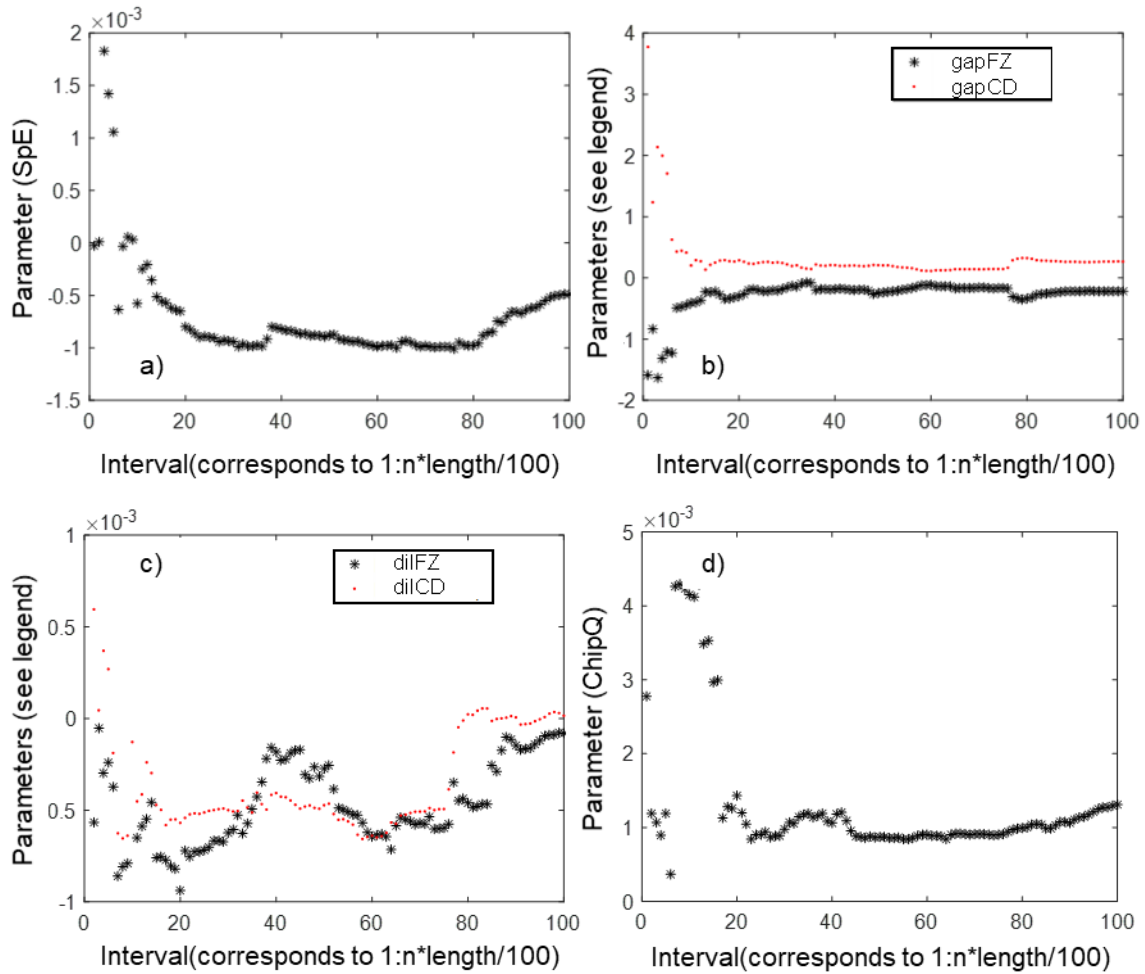 ×10⁻³
2
1.5
1
0.5
0
-0.5
-1
-1.5
0 20 40 60 80 100
Parameter (SpE)
a)
Interval(corresponds to 1:n*length/100)
4
3
2
1
0
-1
-2
0 20 40 60 80 100
Parameters (see legend)
gapFZ
gapCD
b)
Interval(corresponds to 1:n*length/100)
×10⁻³
1
0.5
0
0.5
-1
0 20 40 60 80 100
Parameters (see legend)
c)
dilFZ
dilCD
Interval(corresponds to 1:n*length/100)
×10⁻³
5
4
3
2
1
0
0 20 40 60 80 100
Parameter (ChipQ)
d)
Interval(corresponds to 1:n*length/100)